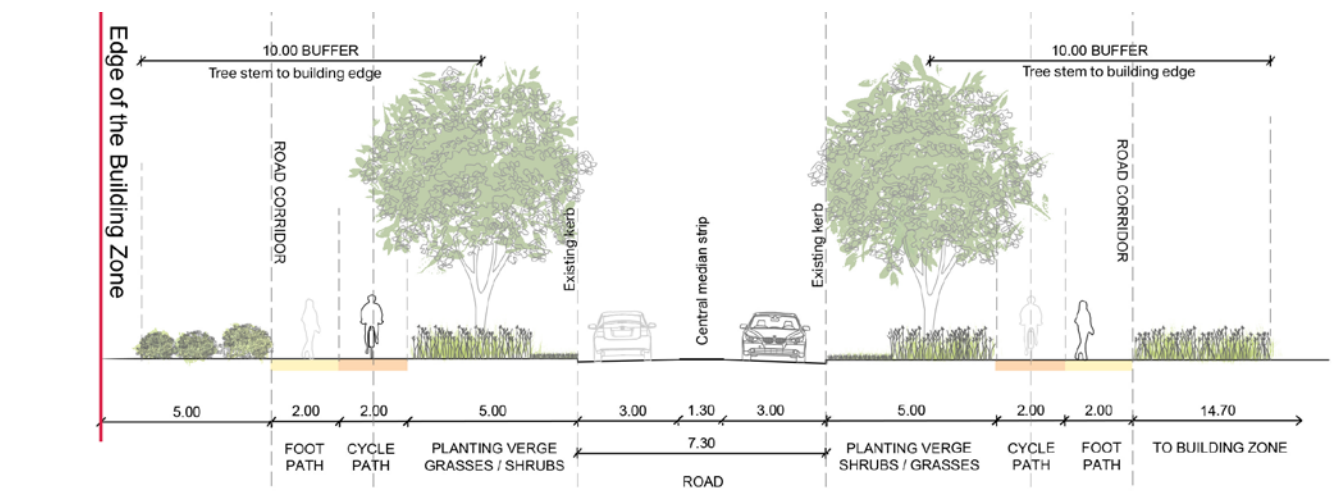 Edge of the Building Zone
10.00 BUFFER
Tree stem to building edge
10.00 BUFFER
Tree stem to building edge
ROAD CORRIDOR
Existing kerb
Central median strip
Existing kerb
ROAD CORRIDOR
5.00
2.00
2.00
5.00
3.00
1.30
3.00
5.00
2.00
2.00
14.70
FOOT
PATH
CYCLE
PATH
PLANTING VERGE
GRASSES / SHRUBS
7.30
ROAD
PLANTING VERGE
SHRUBS / GRASSES
CYCLE
PATH
FOOT
PATH
TO BUILDING ZONE